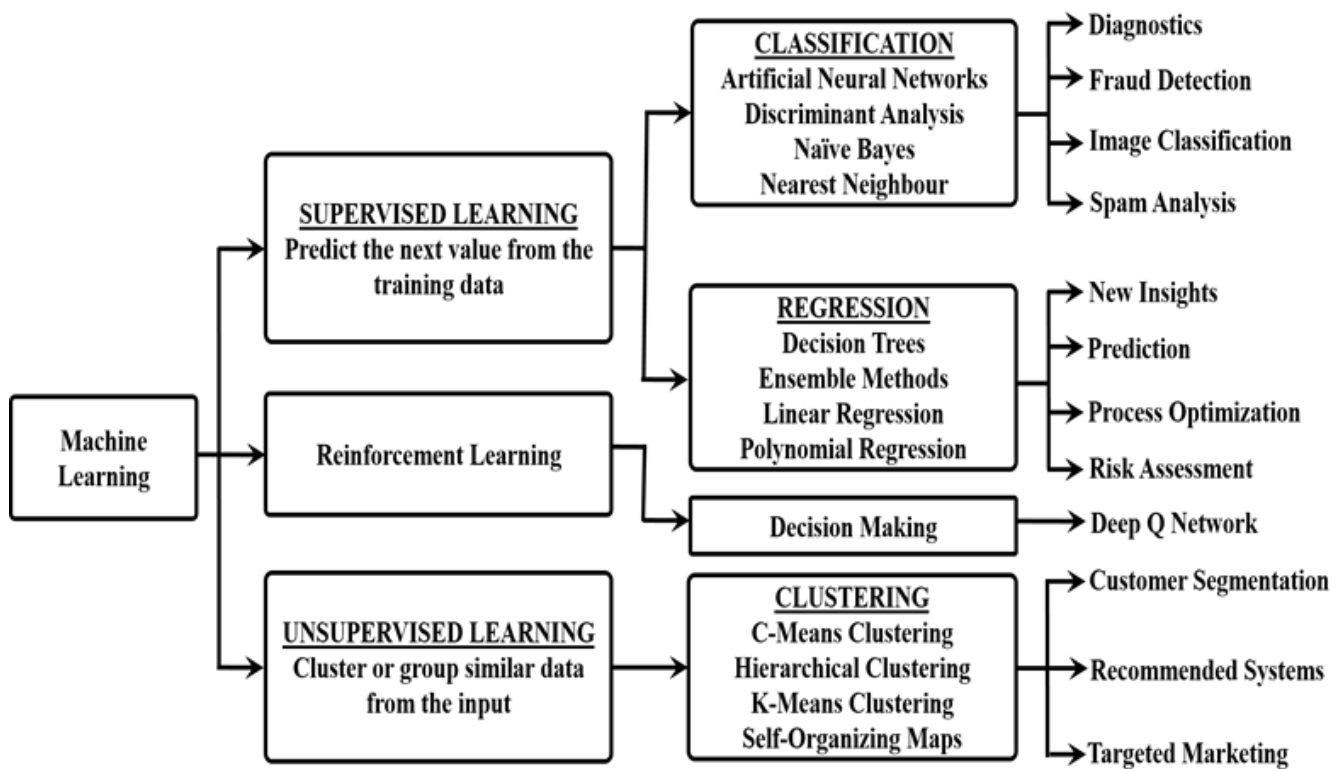 Machine
Learning
SUPERVISED LEARNING
Predict the next value from the
training data
Reinforcement Learning
UNSUPERVISED LEARNING
Cluster or group similar data
from the input
CLASSIFICATION
Artificial Neural Networks
Discriminant Analysis
Naïve Bayes
Nearest Neighbour
REGRESSION
Decision Trees
Ensemble Methods
Linear Regression
Polynomial Regression
Decision Making
CLUSTERING
C-Means Clustering
Hierarchical Clustering
K-Means Clustering
Self-Organizing Maps
Diagnostics
Fraud Detection
Image Classification
Spam Analysis
New Insights
Prediction
Process Optimization
Risk Assessment
Deep Q Network
Customer Segmentation
Recommended Systems
Targeted Marketing